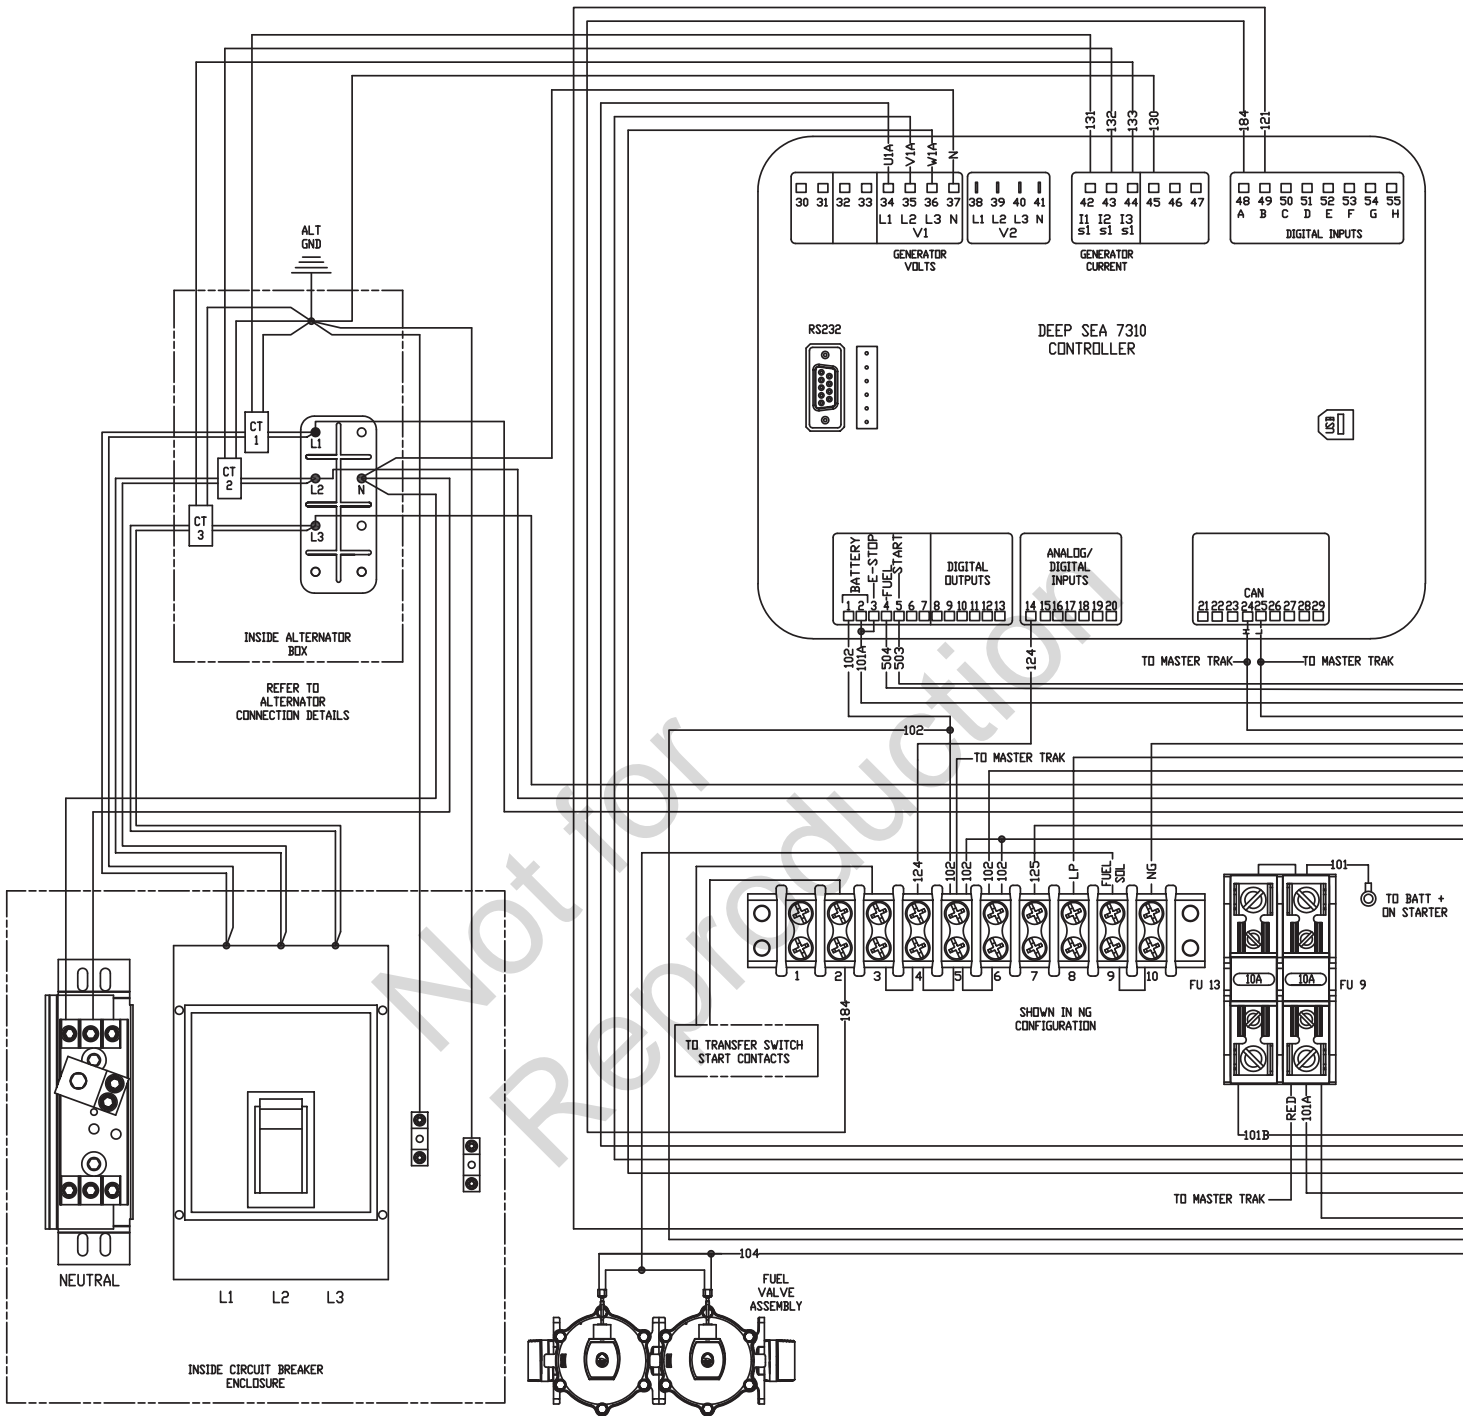 131
132
133
130
184
121
U1A
V1A
W1A
N
30 31 32 33 34 35 36 37 38 39 40 41
L1 L2 L3 N L1 L2 L3 N
V1 V2
GENERATOR
VOLTS
42 43 44 45 46 47
I1 I2 I3
s1 s1 s1
GENERATOR
CURRENT
48 49 50 51 52 53 54 55
A B C D E F G H
DIGITAL INPUTS
ALT
GND
RS232
DEEP SEA 7310
CONTROLLER
USB
CT
1
CT
2
CT
3
L1
L2
N
L3
INSIDE ALTERNATOR
BOX
REFER TO
ALTERNATOR
CONNECTION DETAILS
BATTERY
E-STOP
FUEL
START
DIGITAL
OUTPUTS
ANALOG/
DIGITAL
INPUTS
CAN
1 2 3 4 5 6 7 8 9 10 11 12 13
14 15 16 17 18 19 20
21 22 23 24 25 26 27 28 29
H
L
102
101A
504
503
124
TO MASTER TRAK
TO MASTER TRAK
102
TO MASTER TRAK
124
102
102
102
102
125
LP
FUEL
SOL
NG
101
TO BATT +
ON STARTER
1 2 3 4 5 6 7 8 9 10
184
SHOWN IN NG
CONFIGURATION
FU 13
10A
10A
FU 9
TO TRANSFER SWITCH
START CONTACTS
RED
101A
101B
TO MASTER TRAK
104
FUEL
VALVE
ASSEMBLY
NEUTRAL
L1 L2 L3
INSIDE CIRCUIT BREAKER
ENCLOSURE
Not for
Reproduction